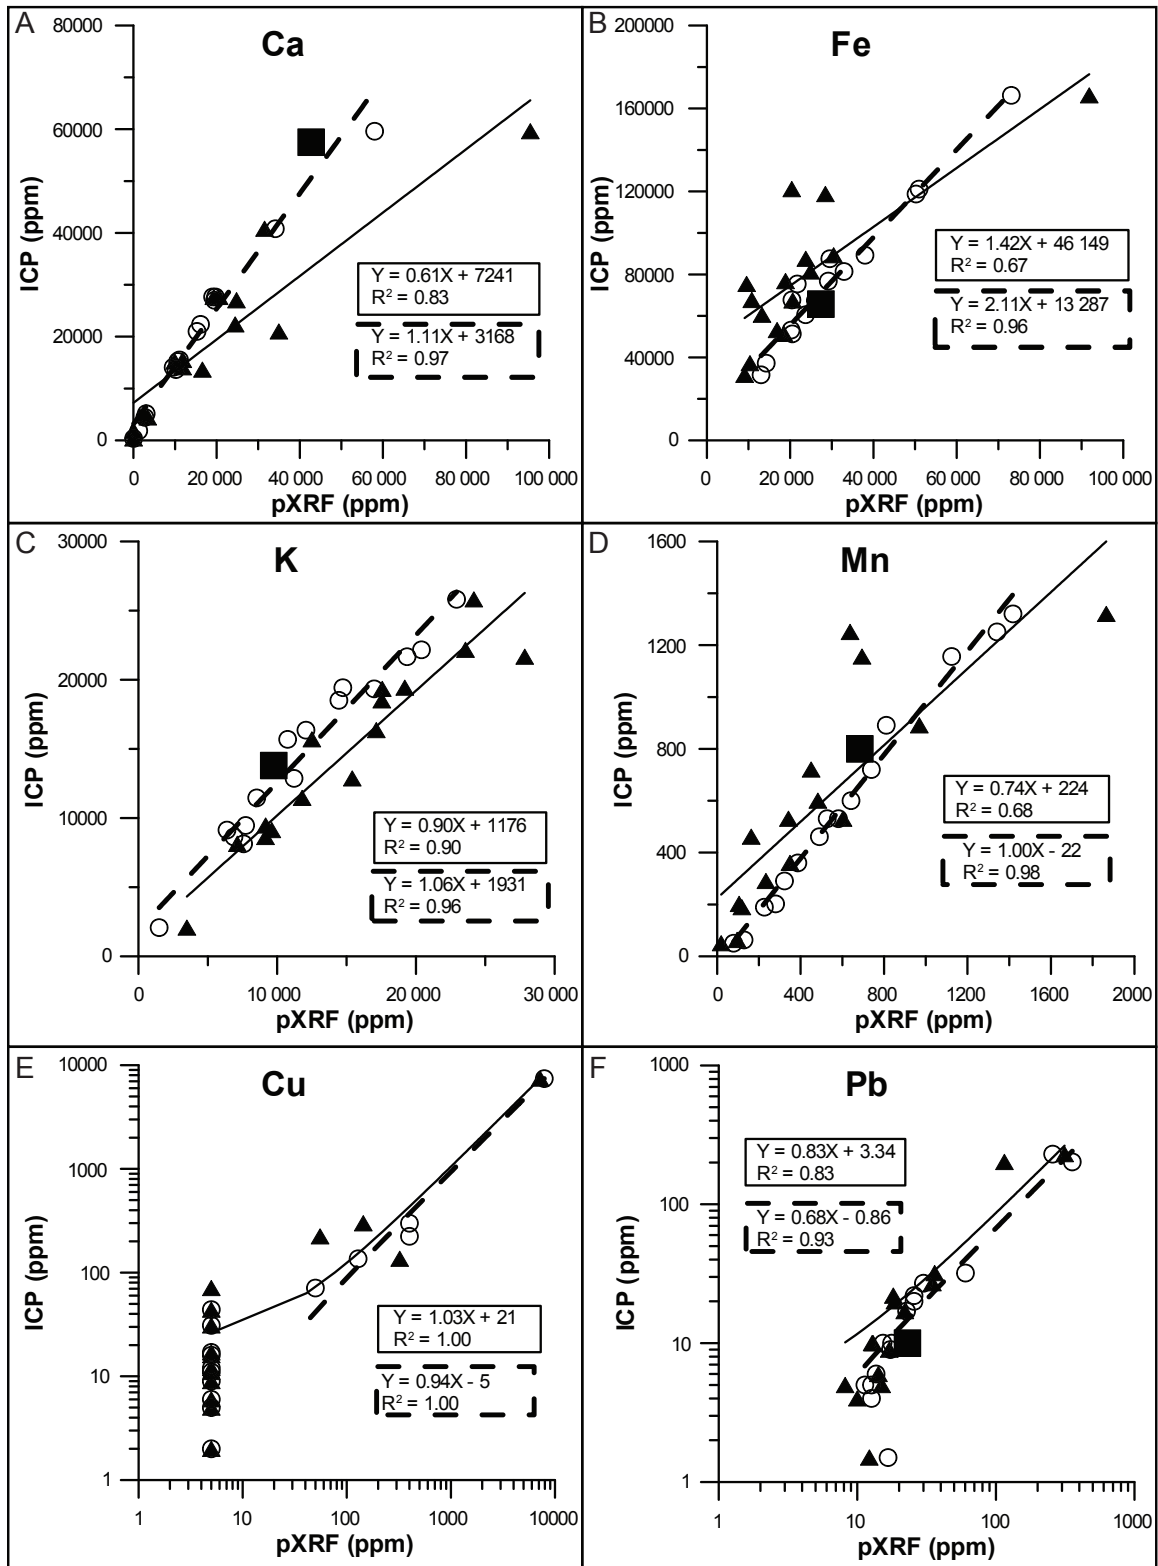 A
Ca
80000
60000
40000
20000
0
ICP (ppm)
Y = 0.61X + 7241
R² = 0.83
Y = 1.11X + 3168
R² = 0.97
0 20 000 40 000 60 000 80 000 100 000
pXRF (ppm)
B
Fe
200000
160000
120000
80000
40000
0
ICP (ppm)
Y = 1.42X + 46 149
R² = 0.67
Y = 2.11X + 13 287
R² = 0.96
0 20 000 40 000 60 000 80 000 100 000
pXRF (ppm)
C
K
30000
20000
10000
0
ICP (ppm)
Y = 0.90X + 1176
R² = 0.90
Y = 1.06X + 1931
R² = 0.96
0 10 000 20 000 30 000
pXRF (ppm)
D
Mn
1600
1200
800
400
0
ICP (ppm)
Y = 0.74X + 224
R² = 0.68
Y = 1.00X - 22
R² = 0.98
0 400 800 1200 1600 2000
pXRF (ppm)
E
Cu
10000
1000
100
10
1
ICP (ppm)
Y = 1.03X + 21
R² = 1.00
Y = 0.94X - 5
R² = 1.00
1 10 100 1000 10000
pXRF (ppm)
F
Pb
1000
100
10
1
ICP (ppm)
Y = 0.83X + 3.34
R² = 0.83
Y = 0.68X - 0.86
R² = 0.93
1 10 100 1000
pXRF (ppm)